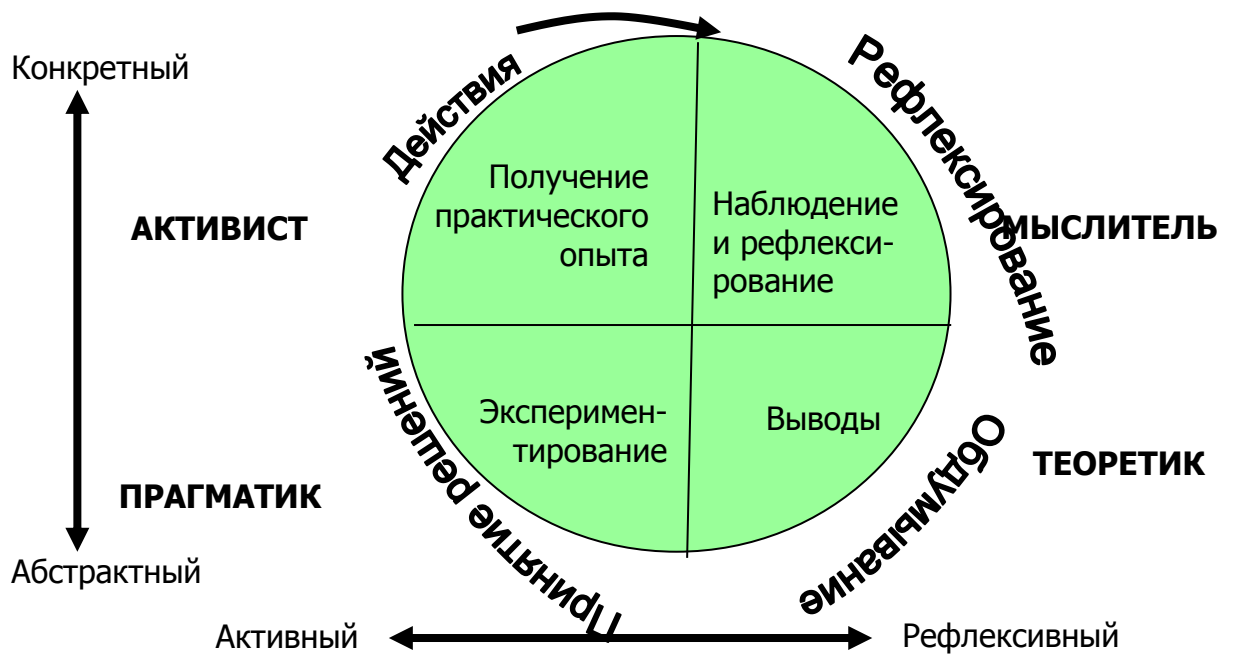 Конкретный
Действия
Рефлексирование
Получение
практического
опыта
Наблюдение
и рефлекси-
рование
АКТИВИСТ
МЫСЛИТЕЛЬ
Эксперимен-
тирование
Выводы
ПРАГМАТИК
ТЕОРЕТИК
Принятие решений
Обдумывание
Абстрактный
Активный
Рефлексивный